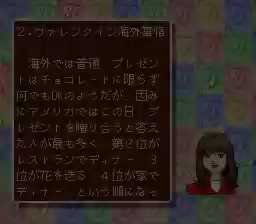 2.ヴァレンタイン海外事情
海外では普通 プレゼン
トはチョコレートに限らず
何でもOKのようだが、因み
にアメリカではこの日 プ
レゼントを贈り合うと答え
た人が最も多く 第2位が
レストランでディナー 3
位が花を送る 4位が家で
ディナー という順になっ